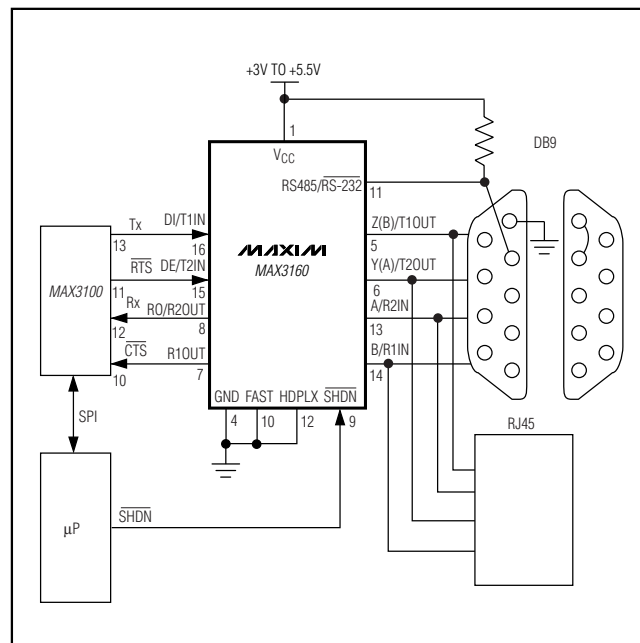 +3V TO +5.5V
1
VCC
DB9
RS485/RS-232
11
Tx
DI/T1IN
13
16
Z(B)/T1OUT
5
MAXIM
MAX3160
RTS
DE/T2IN
11
15
Y(A)/T2OUT
6
MAX3100
Rx
RO/R2OUT
12
8
A/R2IN
13
CTS
R1OUT
10
7
B/R1IN
14
GND
FAST
HDPLX
SHDN
4
10
12
9
SPI
RJ45
µP
SHDN